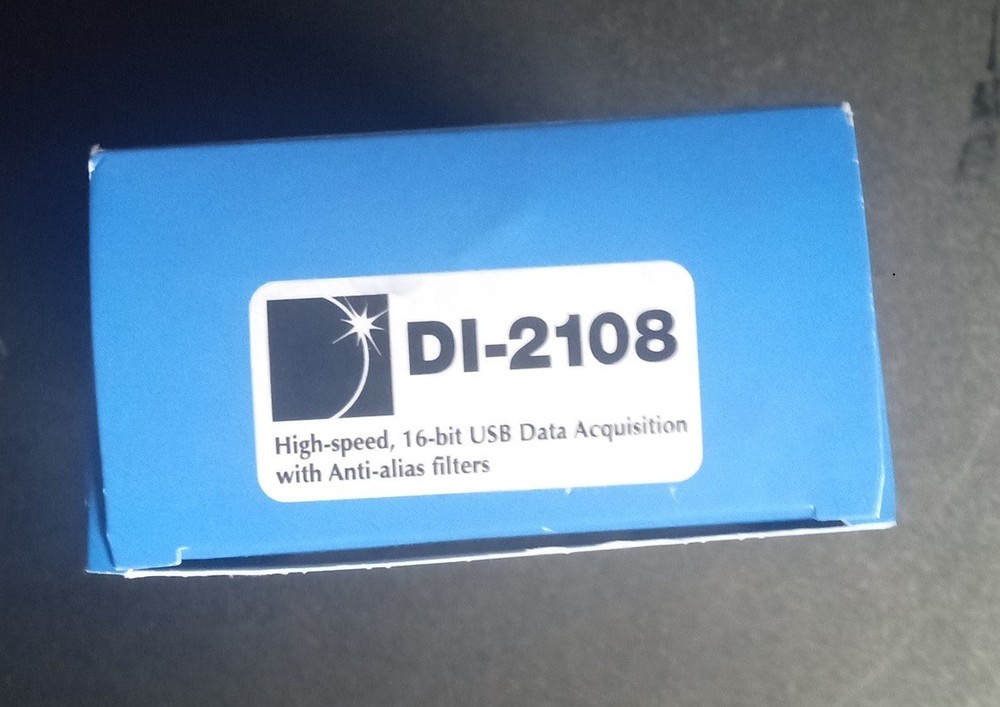 DI-2108
High-speed, 16-bit USB Data Acquisition
with Anti-alias filters